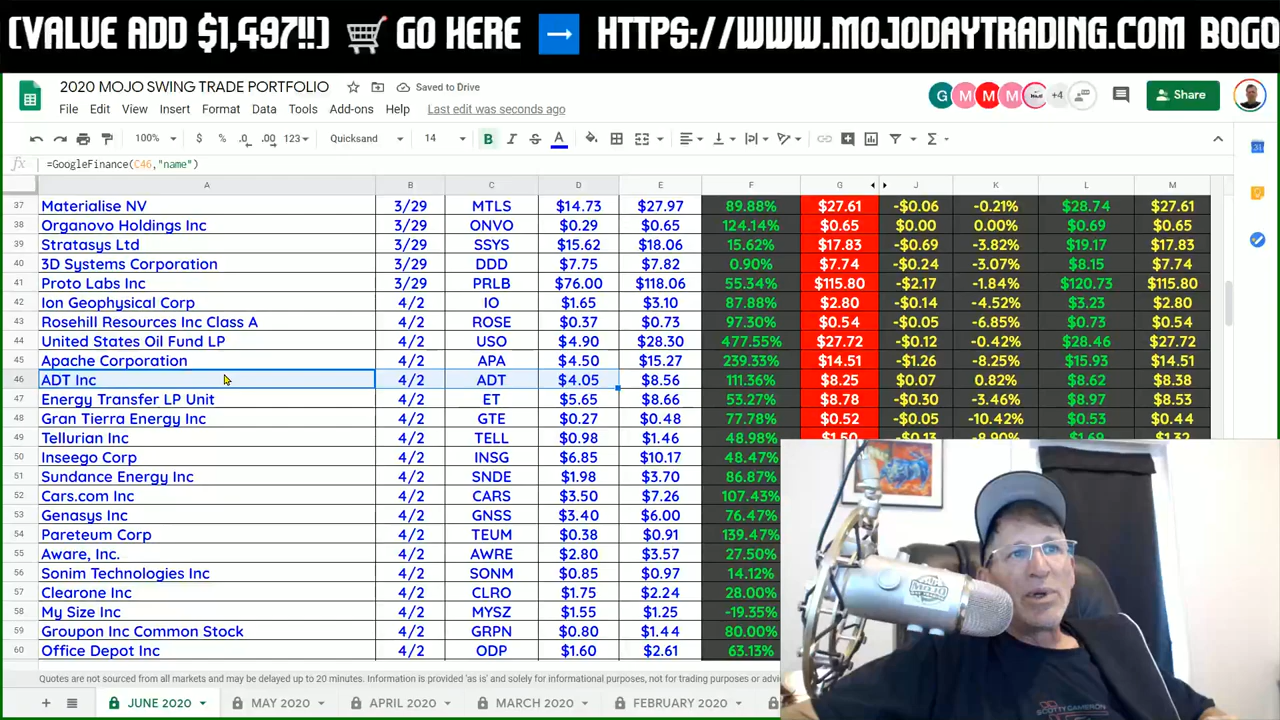 (VALUE ADD $1,497!!) 🛒 GO HERE ➡ HTTPS://WWW.MOJODAYTRADING.COM BOGO
2020 MOJO SWING TRADE PORTFOLIO Saved to Drive
G M M M +4 Share
File Edit View Insert Format Data Tools Add-ons Help Last edit was seconds ago
100% $ % .0 .00 123 Quicksand 14 B I S A
fx =GoogleFinance(C46,"name")
A B C D E F G J K L M
37 Materialise NV 3/29 MTLS $14.73 $27.97 89.88% $27.61 -$0.06 -0.21% $28.74 $27.61
38 Organovo Holdings Inc 3/29 ONVO $0.29 $0.65 124.14% $0.65 $0.00 0.00% $0.69 $0.65
39 Stratasys Ltd 3/29 SSYS $15.62 $18.06 15.62% $17.83 -$0.69 -3.82% $19.17 $17.83
40 3D Systems Corporation 3/29 DDD $7.75 $7.82 0.90% $7.74 -$0.24 -3.07% $8.15 $7.74
41 Proto Labs Inc 3/29 PRLB $76.00 $118.06 55.34% $115.80 -$2.17 -1.84% $120.73 $115.80
42 Ion Geophysical Corp 4/2 IO $1.65 $3.10 87.88% $2.80 -$0.14 -4.52% $3.23 $2.80
43 Rosehill Resources Inc Class A 4/2 ROSE $0.37 $0.73 97.30% $0.54 -$0.05 -6.85% $0.73 $0.54
44 United States Oil Fund LP 4/2 USO $4.90 $28.30 477.55% $27.72 -$0.12 -0.42% $28.46 $27.72
45 Apache Corporation 4/2 APA $4.50 $15.27 239.33% $14.51 -$1.26 -8.25% $15.93 $14.51
46 ADT Inc 4/2 ADT $4.05 $8.56 111.36% $8.25 $0.07 0.82% $8.62 $8.38
47 Energy Transfer LP Unit 4/2 ET $5.65 $8.66 53.27% $8.78 -$0.30 -3.46% $8.97 $8.53
48 Gran Tierra Energy Inc 4/2 GTE $0.27 $0.48 77.78% $0.52 -$0.05 -10.42% $0.53 $0.44
49 Tellurian Inc 4/2 TELL $0.98 $1.46 48.98% $1.50 -$0.13 -8.90% $1.69 $1.32
50 Inseego Corp 4/2 INSG $6.85 $10.17 48.47%
51 Sundance Energy Inc 4/2 SNDE $1.98 $3.70 86.87%
52 Cars.com Inc 4/2 CARS $3.50 $7.26 107.43%
53 Genasys Inc 4/2 GNSS $3.40 $6.00 76.47%
54 Pareteum Corp 4/2 TEUM $0.38 $0.91 139.47%
55 Aware, Inc. 4/2 AWRE $2.80 $3.57 27.50%
56 Sonim Technologies Inc 4/2 SONM $0.85 $0.97 14.12%
57 Clearone Inc 4/2 CLRO $1.75 $2.24 28.00%
58 My Size Inc 4/2 MYSZ $1.55 $1.25 -19.35%
59 Groupon Inc Common Stock 4/2 GRPN $0.80 $1.44 80.00%
60 Office Depot Inc 4/2 ODP $1.60 $2.61 63.13%
MOJO
SCOTTY CAMERON
Quotes are not sourced from all markets and may be delayed up to 20 minutes. Information is provided 'as is' and solely for informational purposes, not for trading purposes or advi
JUNE 2020 MAY 2020 APRIL 2020 MARCH 2020 FEBRUARY 2020